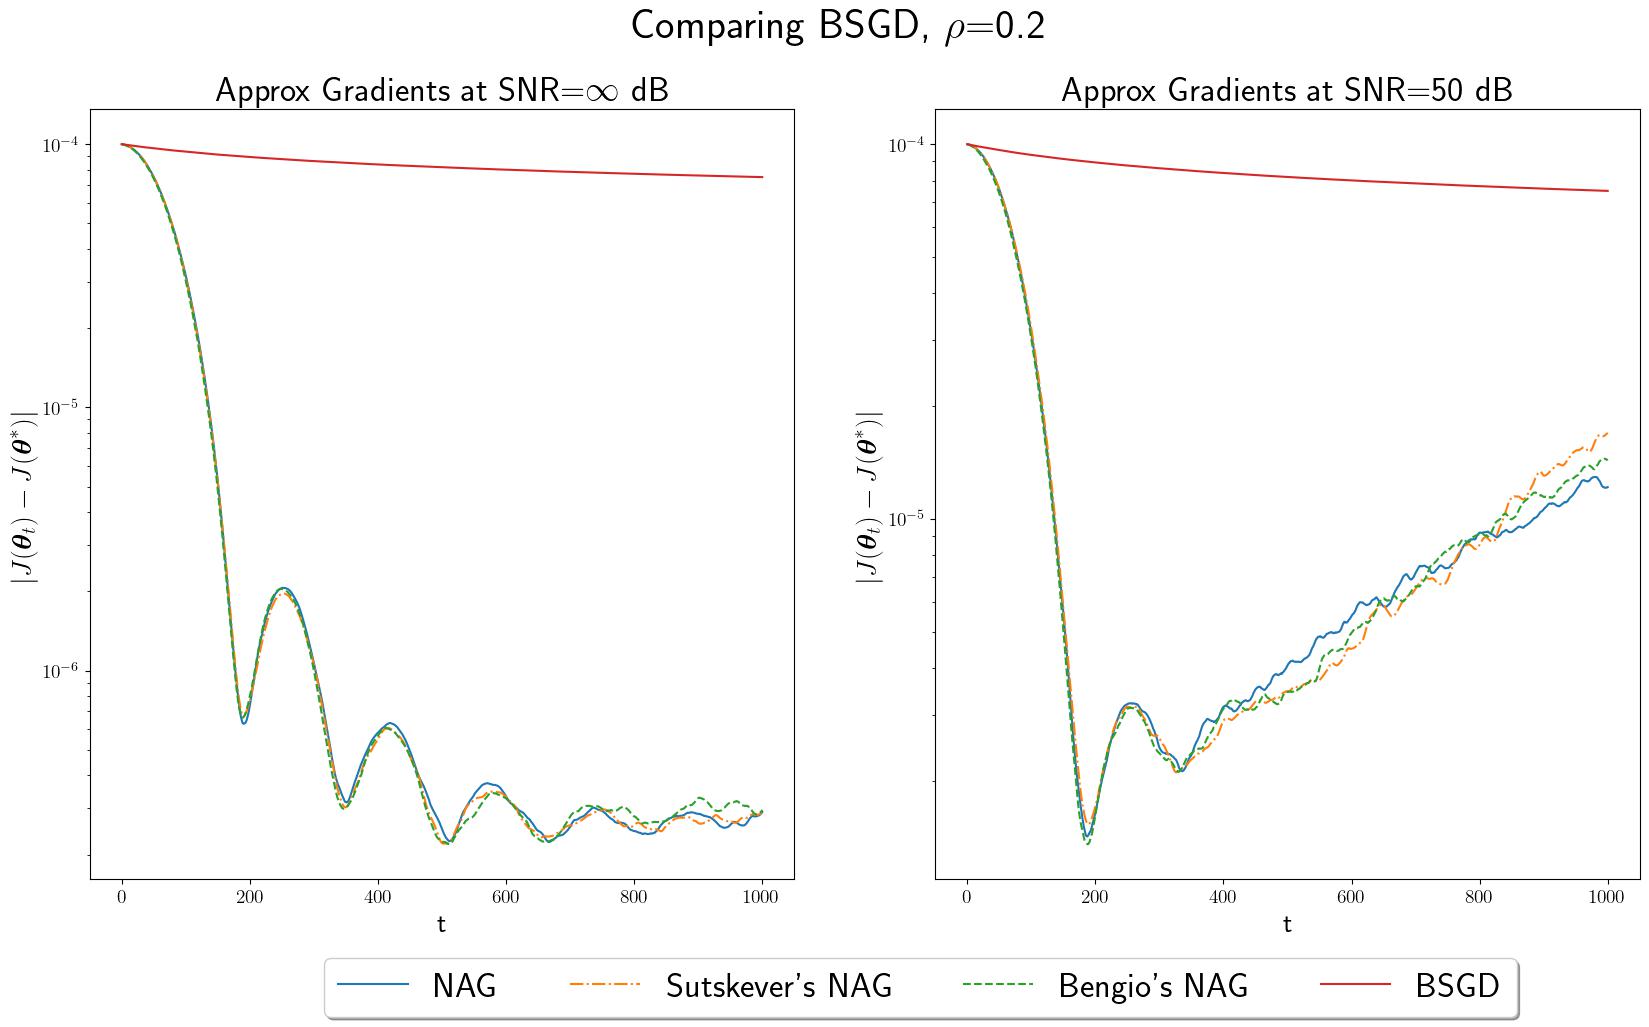 Comparing BSGD, ρ=0.2
Approx Gradients at SNR=∞ dB
10⁻⁴
10⁻⁵
10⁻⁶
|J(θₜ) − J(θ*)|
0 200 400 600 800 1000
t
Approx Gradients at SNR=50 dB
10⁻⁴
10⁻⁵
|J(θₜ) − J(θ*)|
0 200 400 600 800 1000
t
NAG Sutskever's NAG Bengio's NAG BSGD